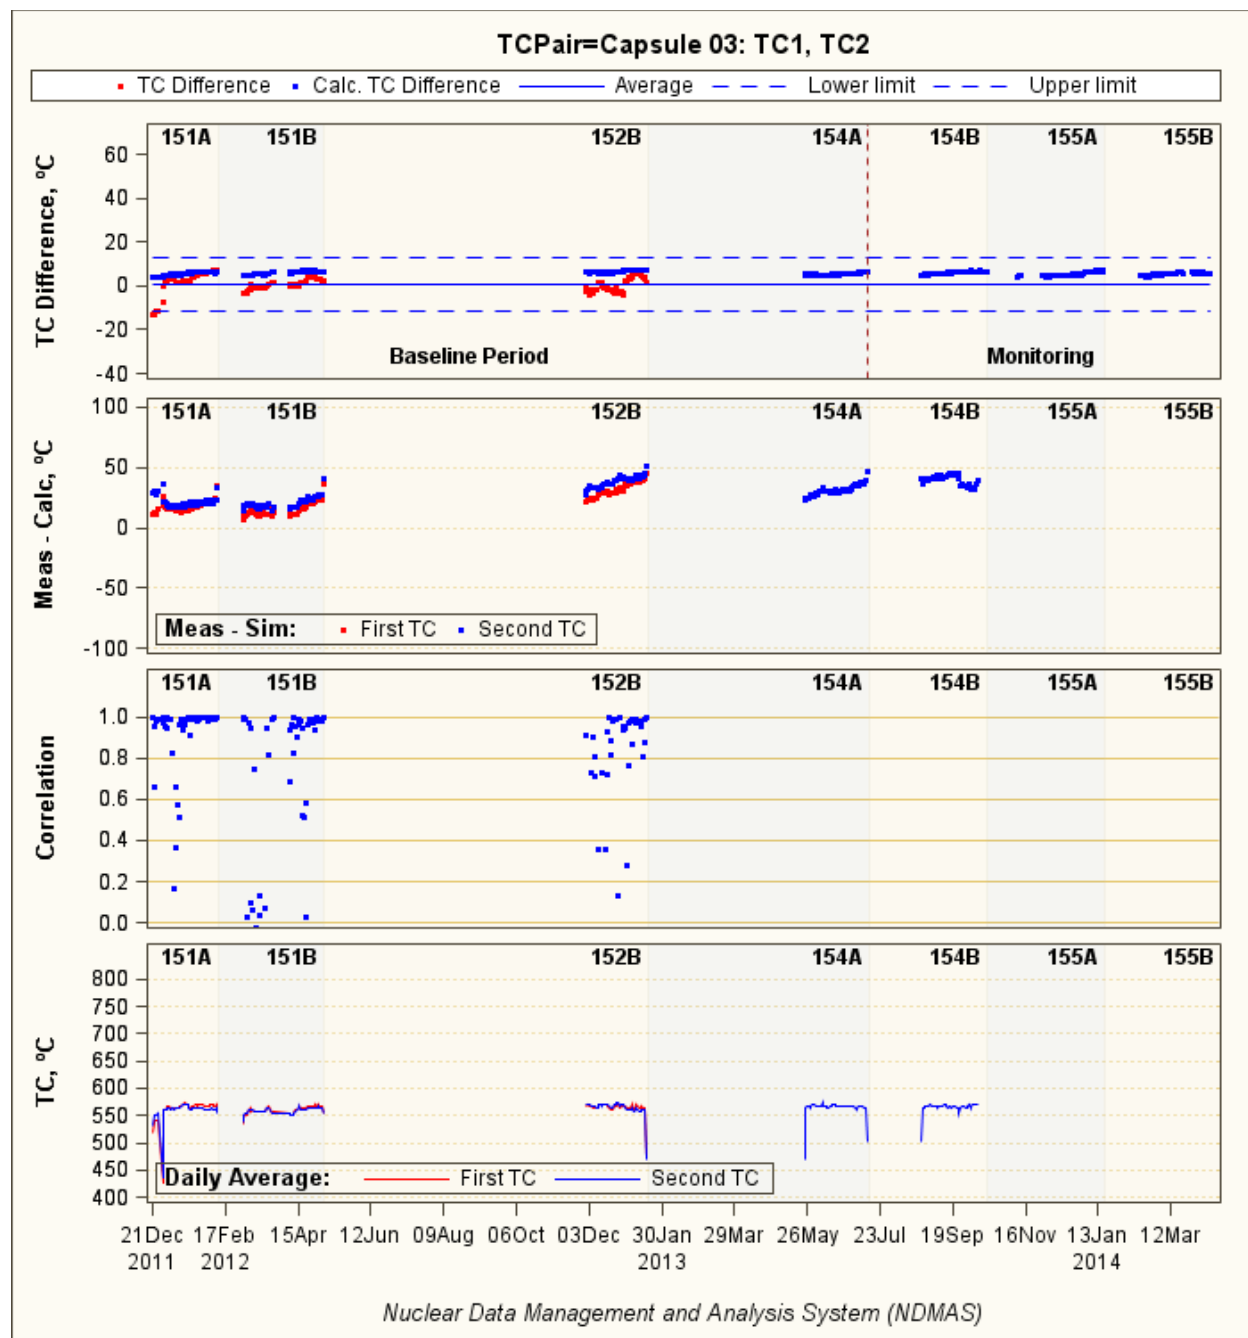 TCPair=Capsule 03: TC1, TC2
TC Difference Calc. TC Difference Average Lower limit Upper limit
151A 151B 152B 154A 154B 155A 155B
TC Difference, ºC
60
40
20
0
-20
-40
Baseline Period Monitoring
151A 151B 152B 154A 154B 155A 155B
Meas - Calc, ºC
100
50
0
-50
-100
Meas - Sim: First TC Second TC
151A 151B 152B 154A 154B 155A 155B
Correlation
1.0
0.8
0.6
0.4
0.2
0.0
151A 151B 152B 154A 154B 155A 155B
TC, ºC
800
750
700
650
600
550
500
450
400
Daily Average: First TC Second TC
21Dec 17Feb 15Apr 12Jun 09Aug 06Oct 03Dec 30Jan 29Mar 26May 23Jul 19Sep 16Nov 13Jan 12Mar
2011 2012 2013 2014
Nuclear Data Management and Analysis System (NDMAS)